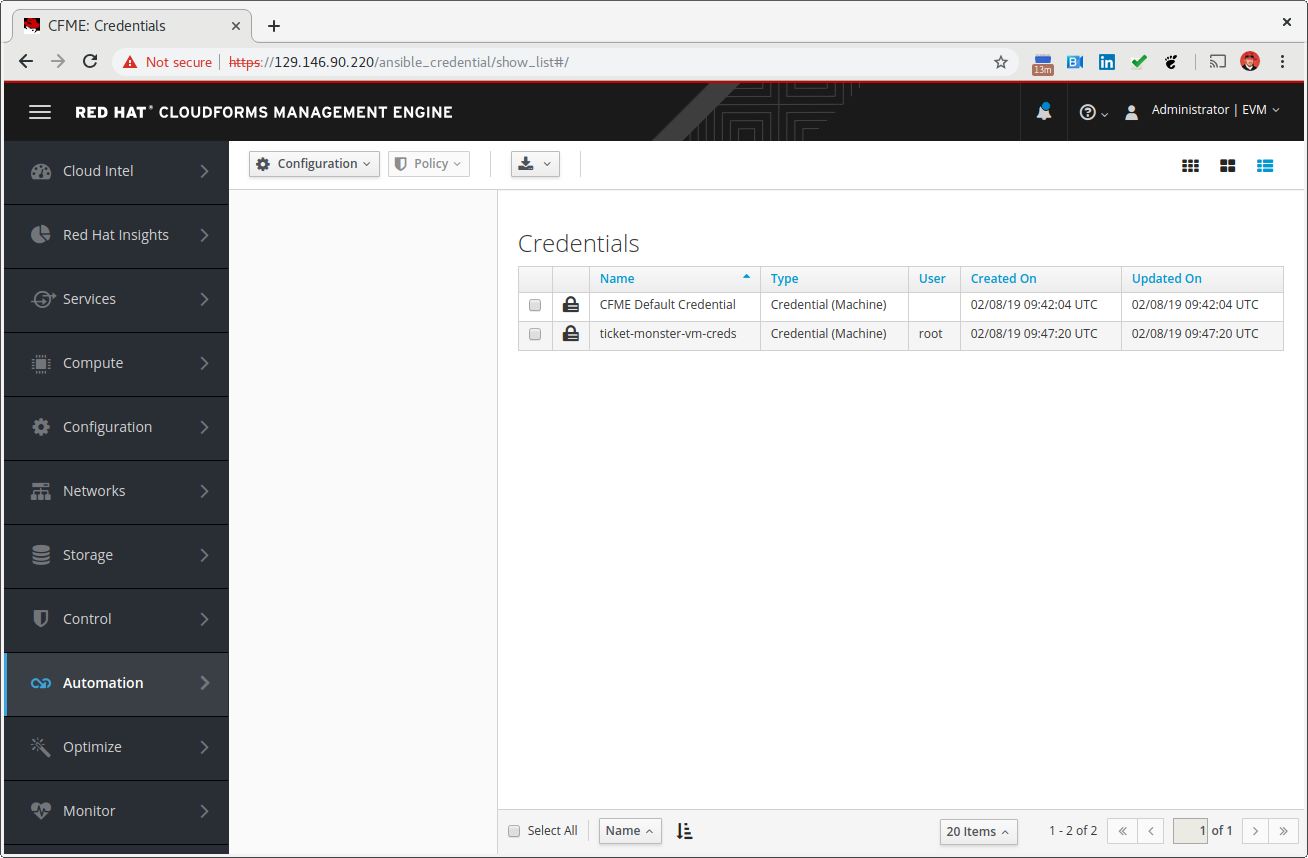 CFME: Credentials
Not secure https://129.146.90.220/ansible_credential/show_list#/
13m
RED HAT® CLOUDFORMS MANAGEMENT ENGINE
Administrator | EVM
Cloud Intel
Red Hat Insights
Services
Compute
Configuration
Networks
Storage
Control
Automation
Optimize
Monitor
Configuration Policy
Credentials
Name Type User Created On Updated On
CFME Default Credential Credential (Machine) 02/08/19 09:42:04 UTC 02/08/19 09:42:04 UTC
ticket-monster-vm-creds Credential (Machine) root 02/08/19 09:47:20 UTC 02/08/19 09:47:20 UTC
Select All Name 20 Items 1 - 2 of 2 1 of 1